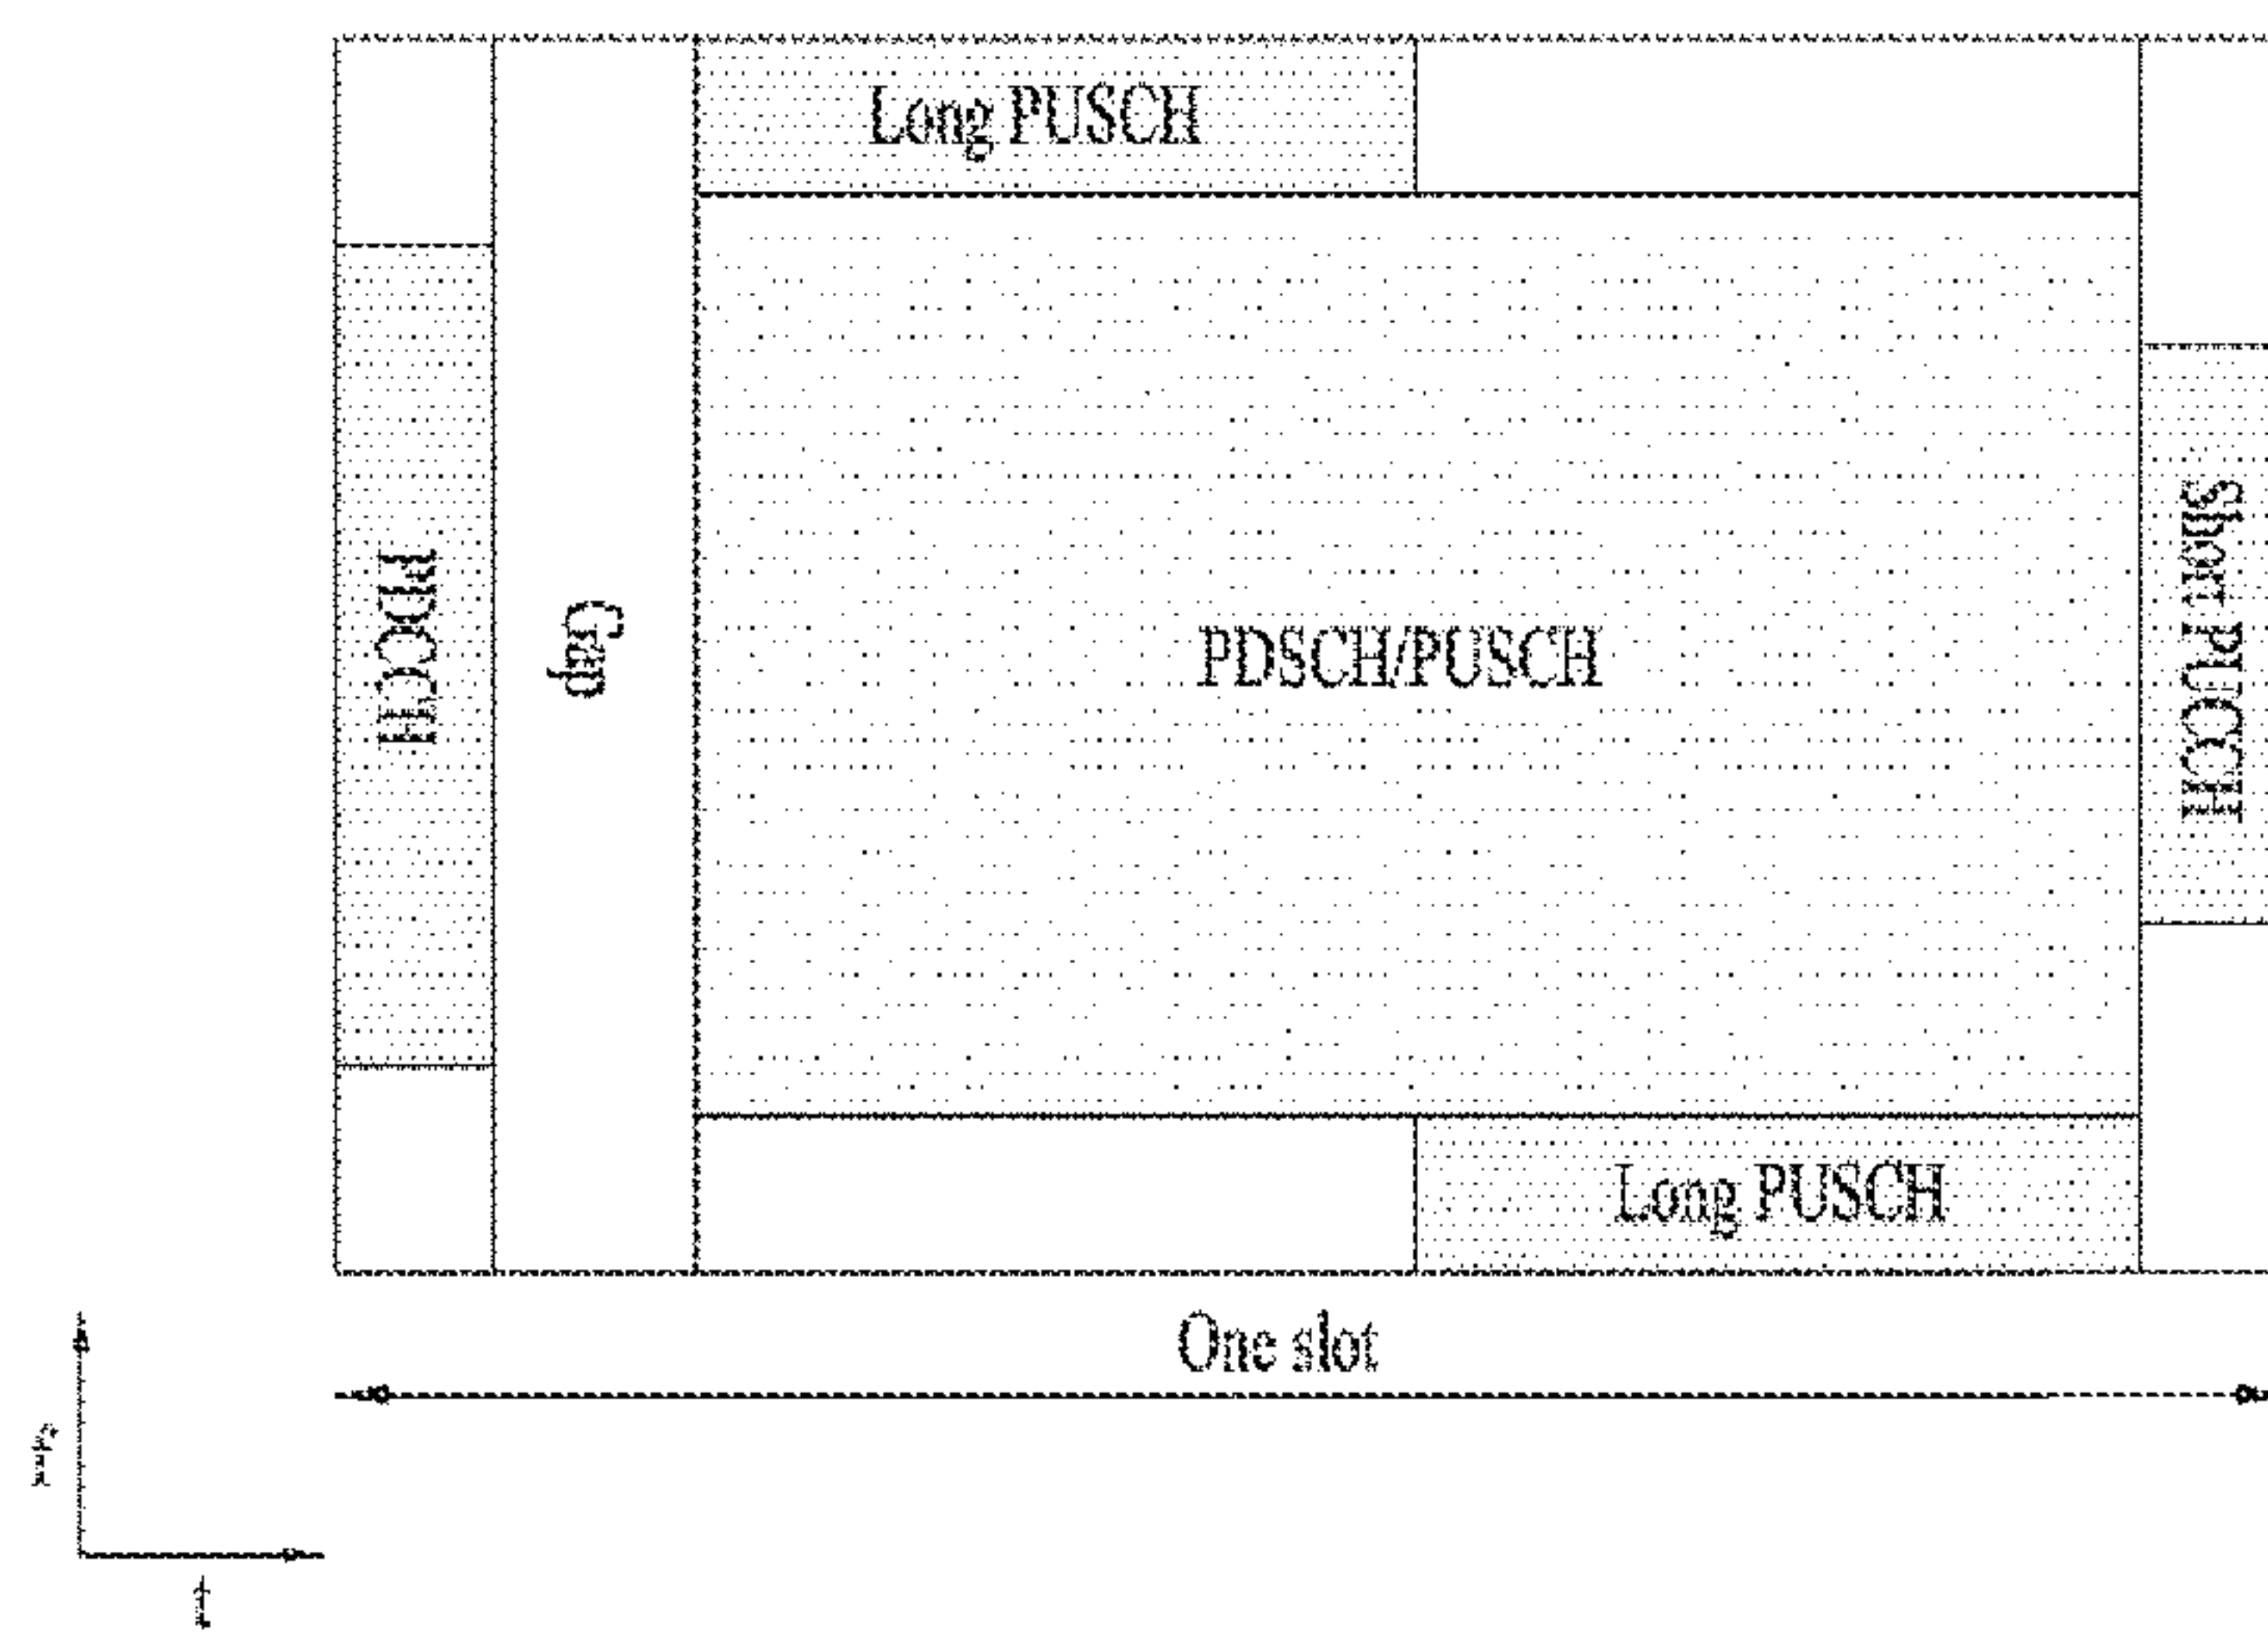 Long PUSCH
PDCCH
Gap
PDSCH/PUSCH
Short PUCCH
Long PUSCH
One slot
f
t